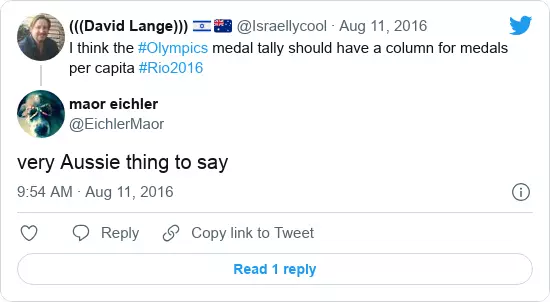 (((David Lange))) 🇮🇱 🇦🇺 @Israellycool · Aug 11, 2016
I think the #Olympics medal tally should have a column for medals
per capita #Rio2016
maor eichler
@EichlerMaor
very Aussie thing to say
9:54 AM · Aug 11, 2016
Reply Copy link to Tweet
Read 1 reply